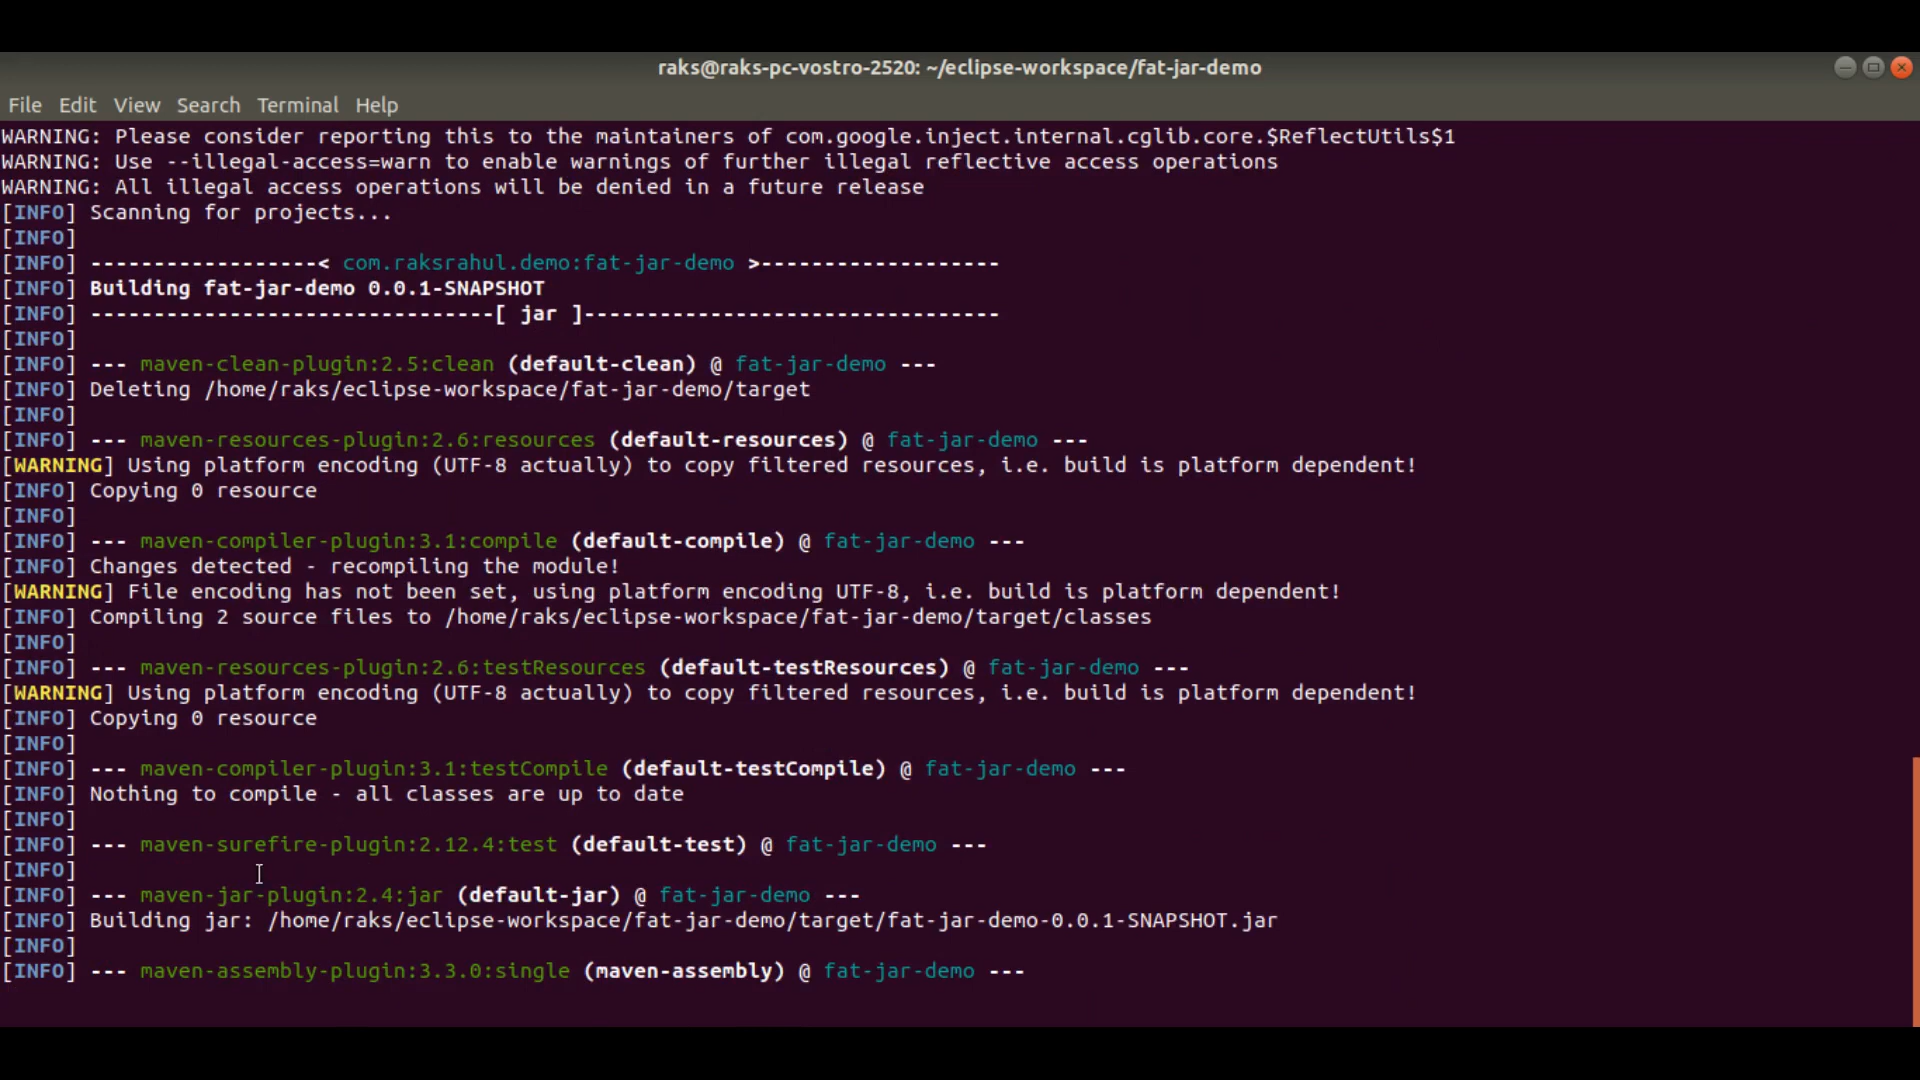 raks@raks-pc-vostro-2520: ~/eclipse-workspace/fat-jar-demo
File Edit View Search Terminal Help
WARNING: Please consider reporting this to the maintainers of com.google.inject.internal.cglib.core.$ReflectUtils$1
WARNING: Use --illegal-access=warn to enable warnings of further illegal reflective access operations
WARNING: All illegal access operations will be denied in a future release
[INFO] Scanning for projects...
[INFO]
[INFO] ------------------< com.raksrahul.demo:fat-jar-demo >-------------------
[INFO] Building fat-jar-demo 0.0.1-SNAPSHOT
[INFO] --------------------------------[ jar ]---------------------------------
[INFO]
[INFO] --- maven-clean-plugin:2.5:clean (default-clean) @ fat-jar-demo ---
[INFO] Deleting /home/raks/eclipse-workspace/fat-jar-demo/target
[INFO]
[INFO] --- maven-resources-plugin:2.6:resources (default-resources) @ fat-jar-demo ---
[WARNING] Using platform encoding (UTF-8 actually) to copy filtered resources, i.e. build is platform dependent!
[INFO] Copying 0 resource
[INFO]
[INFO] --- maven-compiler-plugin:3.1:compile (default-compile) @ fat-jar-demo ---
[INFO] Changes detected - recompiling the module!
[WARNING] File encoding has not been set, using platform encoding UTF-8, i.e. build is platform dependent!
[INFO] Compiling 2 source files to /home/raks/eclipse-workspace/fat-jar-demo/target/classes
[INFO]
[INFO] --- maven-resources-plugin:2.6:testResources (default-testResources) @ fat-jar-demo ---
[WARNING] Using platform encoding (UTF-8 actually) to copy filtered resources, i.e. build is platform dependent!
[INFO] Copying 0 resource
[INFO]
[INFO] --- maven-compiler-plugin:3.1:testCompile (default-testCompile) @ fat-jar-demo ---
[INFO] Nothing to compile - all classes are up to date
[INFO]
[INFO] --- maven-surefire-plugin:2.12.4:test (default-test) @ fat-jar-demo ---
[INFO]
[INFO] --- maven-jar-plugin:2.4:jar (default-jar) @ fat-jar-demo ---
[INFO] Building jar: /home/raks/eclipse-workspace/fat-jar-demo/target/fat-jar-demo-0.0.1-SNAPSHOT.jar
[INFO]
[INFO] --- maven-assembly-plugin:3.3.0:single (maven-assembly) @ fat-jar-demo ---